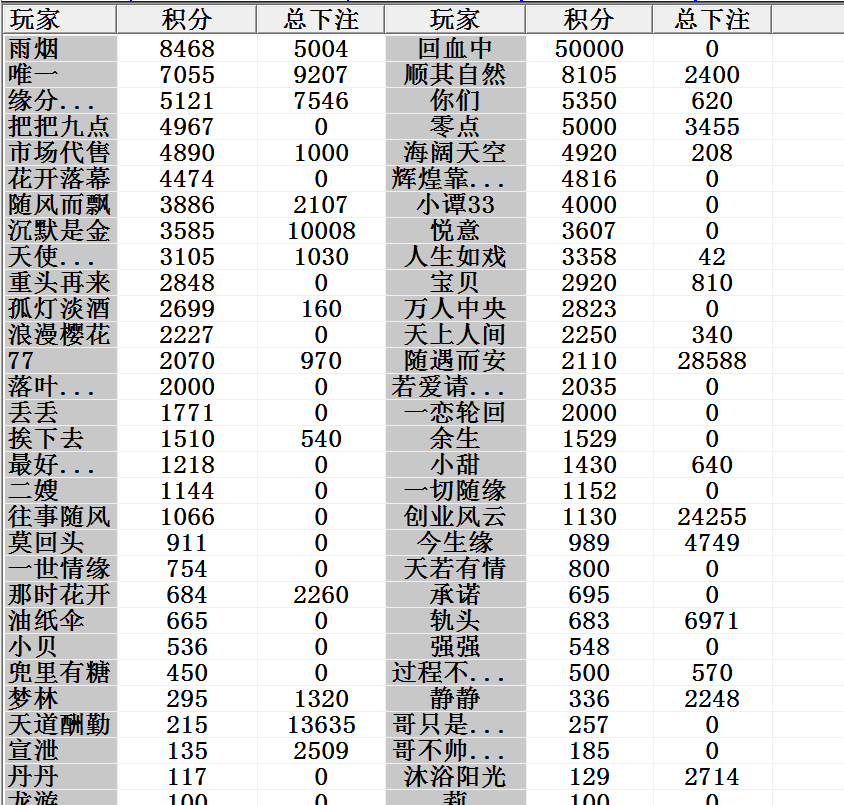 玩家 积分 总下注 玩家 积分 总下注
雨烟 8468 5004 回血中 50000 0
唯一 7055 9207 顺其自然 8105 2400
缘分... 5121 7546 你们 5350 620
把把九点 4967 0 零点 5000 3455
市场代售 4890 1000 海阔天空 4920 208
花开落幕 4474 0 辉煌靠... 4816 0
随风而飘 3886 2107 小谭33 4000 0
沉默是金 3585 10008 悦意 3607 0
天使... 3105 1030 人生如戏 3358 42
重头再来 2848 0 宝贝 2920 810
孤灯淡酒 2699 160 万人中央 2823 0
浪漫樱花 2227 0 天上人间 2250 340
77 2070 970 随遇而安 2110 28588
落叶... 2000 0 若爱请... 2035 0
丢丢 1771 0 一恋轮回 2000 0
挨下去 1510 540 余生 1529 0
最好... 1218 0 小甜 1430 640
二嫂 1144 0 一切随缘 1152 0
往事随风 1066 0 创业风云 1130 24255
莫回头 911 0 今生缘 989 4749
一世情缘 754 0 天若有情 800 0
那时花开 684 2260 承诺 695 0
油纸伞 665 0 轨头 683 6971
小贝 536 0 强强 548 0
兜里有糖 450 0 过程不... 500 570
梦林 295 1320 静静 336 2248
天道酬勤 215 13635 哥只是... 257 0
宣泄 135 2509 哥不帅... 185 0
丹丹 117 0 沐浴阳光 129 2714
龙游 100 0 莉 100 0